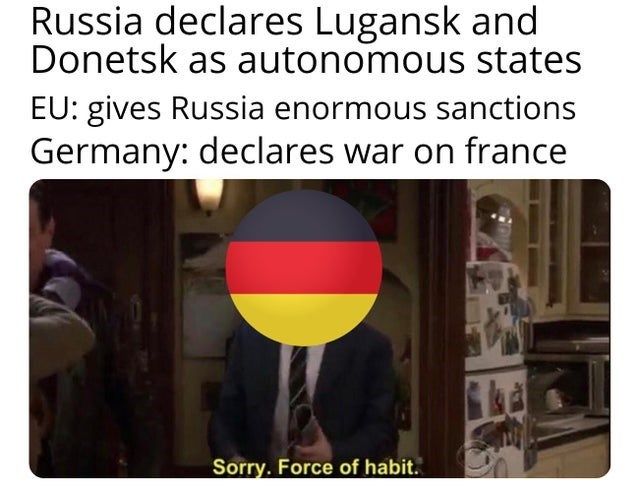 Russia declares Lugansk and
Donetsk as autonomous states
EU: gives Russia enormous sanctions
Germany: declares war on france
Sorry. Force of habit.